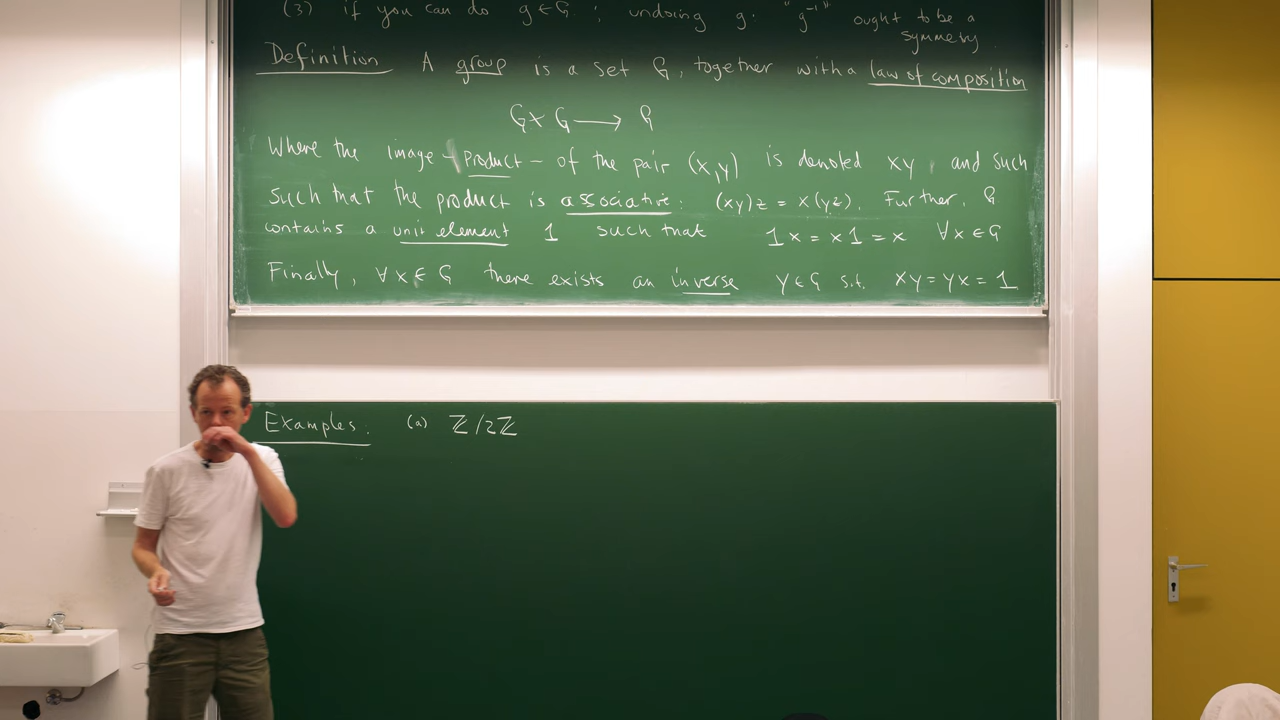 (3) if you can do g ∈ G ; undoing g: "g⁻¹" ought to be a
symmetry.
Definition A group is a set G, together with a law of composition
G × G ⟶ G
Where the image – product – of the pair (x,y) is denoted xy, and such
such that the product is associative: (xy)z = x(yz). Further, G
contains a unit element 1 such that 1x = x1 = x ∀x ∈ G
Finally, ∀x ∈ G there exists an inverse y ∈ G s.t. xy = yx = 1
Examples. (a) ℤ/2ℤ